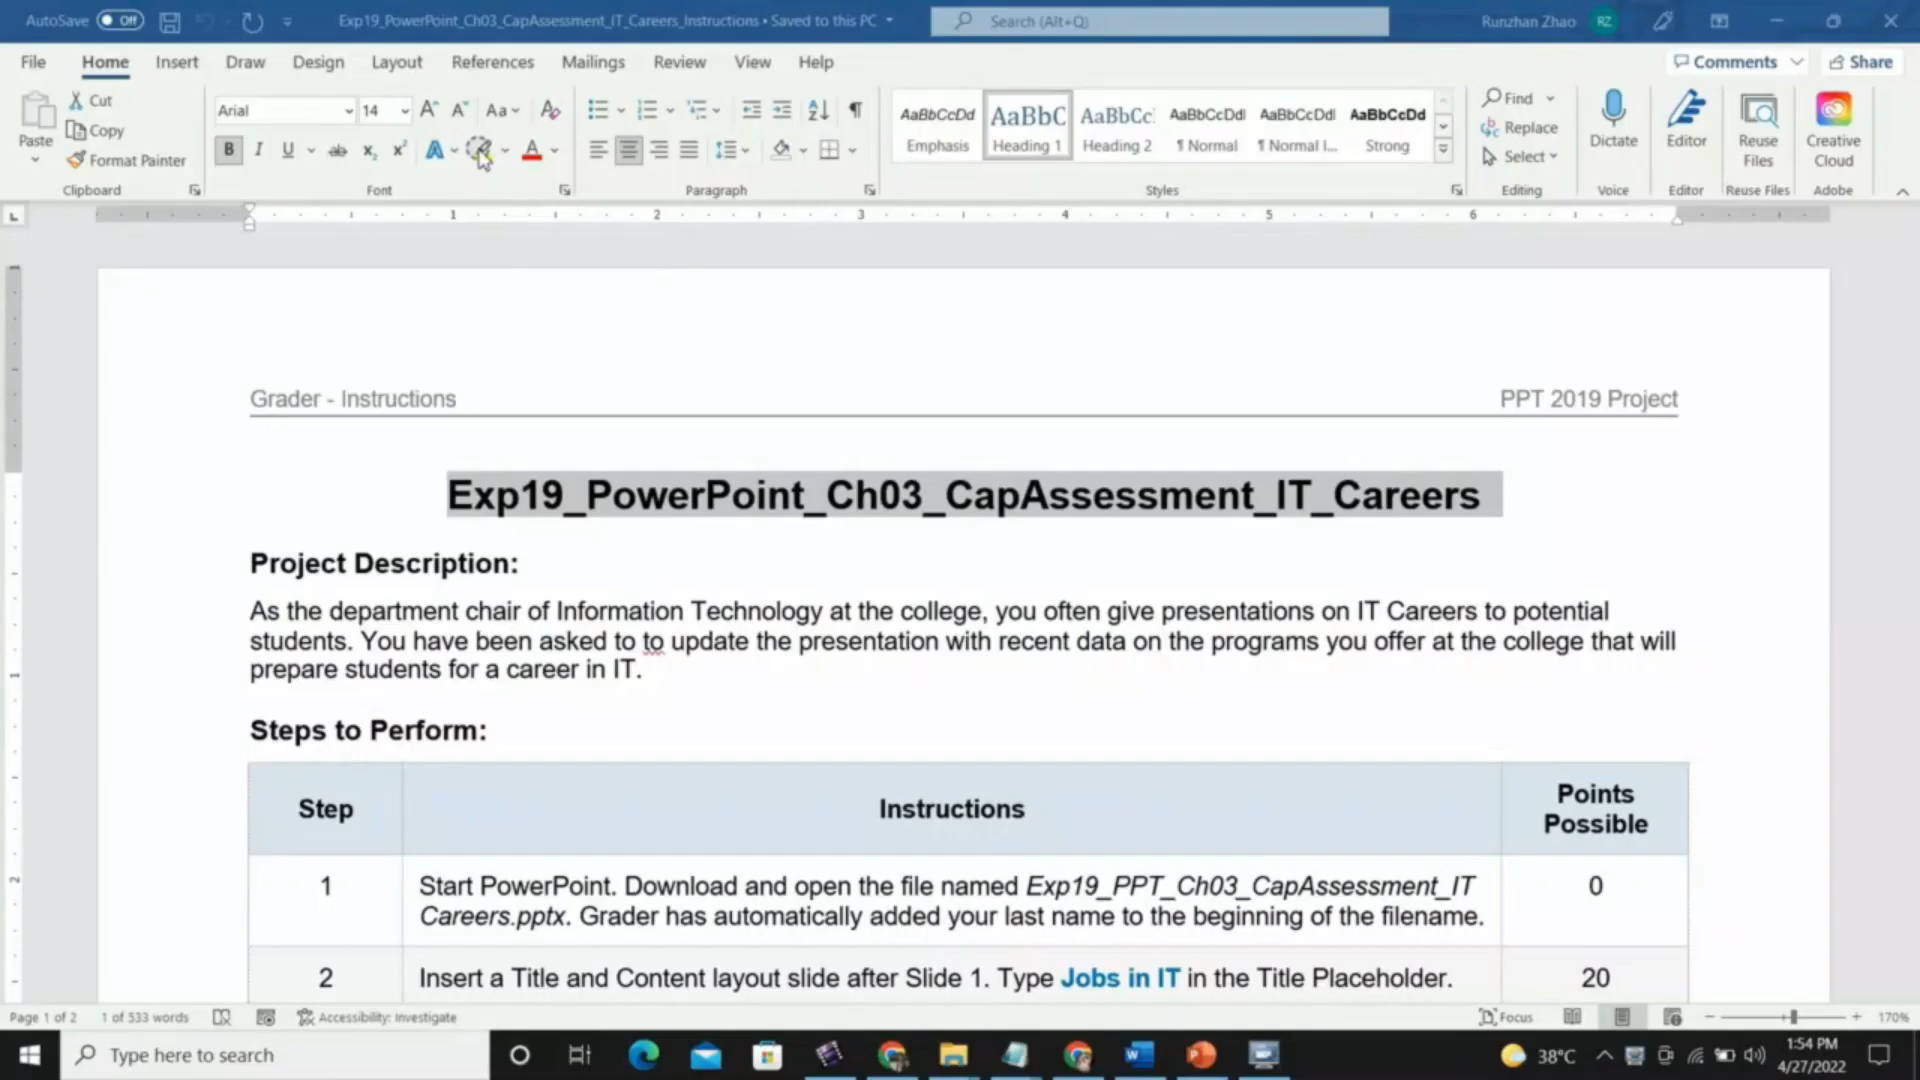 AutoSave Off Exp19_PowerPoint_Ch03_CapAssessment_IT_Careers_Instructions • Saved to this PC Search (Alt+Q) Runzhan Zhao RZ
File Home Insert Draw Design Layout References Mailings Review View Help Comments Share
Paste Cut Copy Format Painter
Arial 14
AaBbCcDd AaBbC AaBbCc AaBbCcDdI AaBbCcDdI AaBbCcDd
Emphasis Heading 1 Heading 2 ¶ Normal ¶ Normal I... Strong
Find Replace Select Dictate Editor Reuse Files Creative Cloud
Clipboard Font Paragraph Styles Editing Voice Editor Reuse Files Adobe
1 2 3 4 5 6
Grader - Instructions PPT 2019 Project
Exp19_PowerPoint_Ch03_CapAssessment_IT_Careers
Project Description:
As the department chair of Information Technology at the college, you often give presentations on IT Careers to potential
students. You have been asked to to update the presentation with recent data on the programs you offer at the college that will
prepare students for a career in IT.
Steps to Perform:
Step Instructions Points Possible
1 Start PowerPoint. Download and open the file named Exp19_PPT_Ch03_CapAssessment_IT
Careers.pptx. Grader has automatically added your last name to the beginning of the filename. 0
2 Insert a Title and Content layout slide after Slide 1. Type Jobs in IT in the Title Placeholder. 20
Page 1 of 2 1 of 533 words Accessibility: Investigate Focus 170%
Type here to search 38°C 1:54 PM
4/27/2022